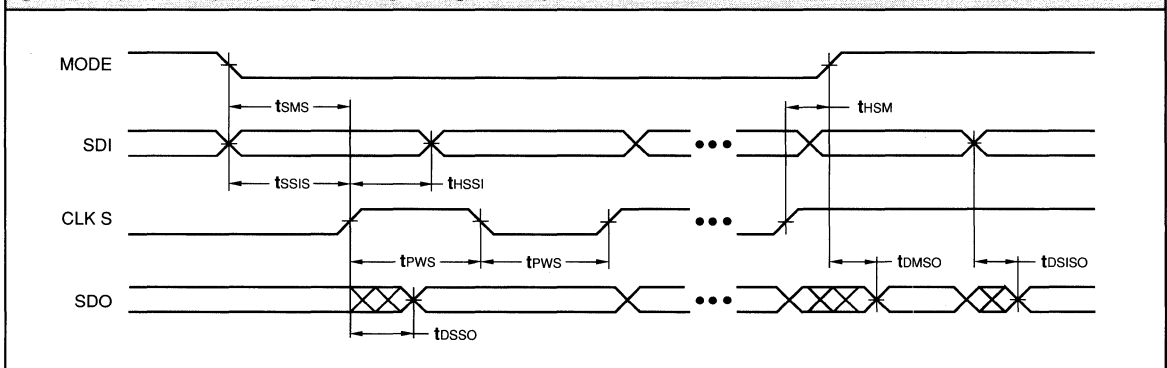 MODE
tSMS
tHSM
SDI
tSSIS
tHSSI
CLK S
tPWS
tPWS
tDMSO
tDSISO
SDO
tDSSO